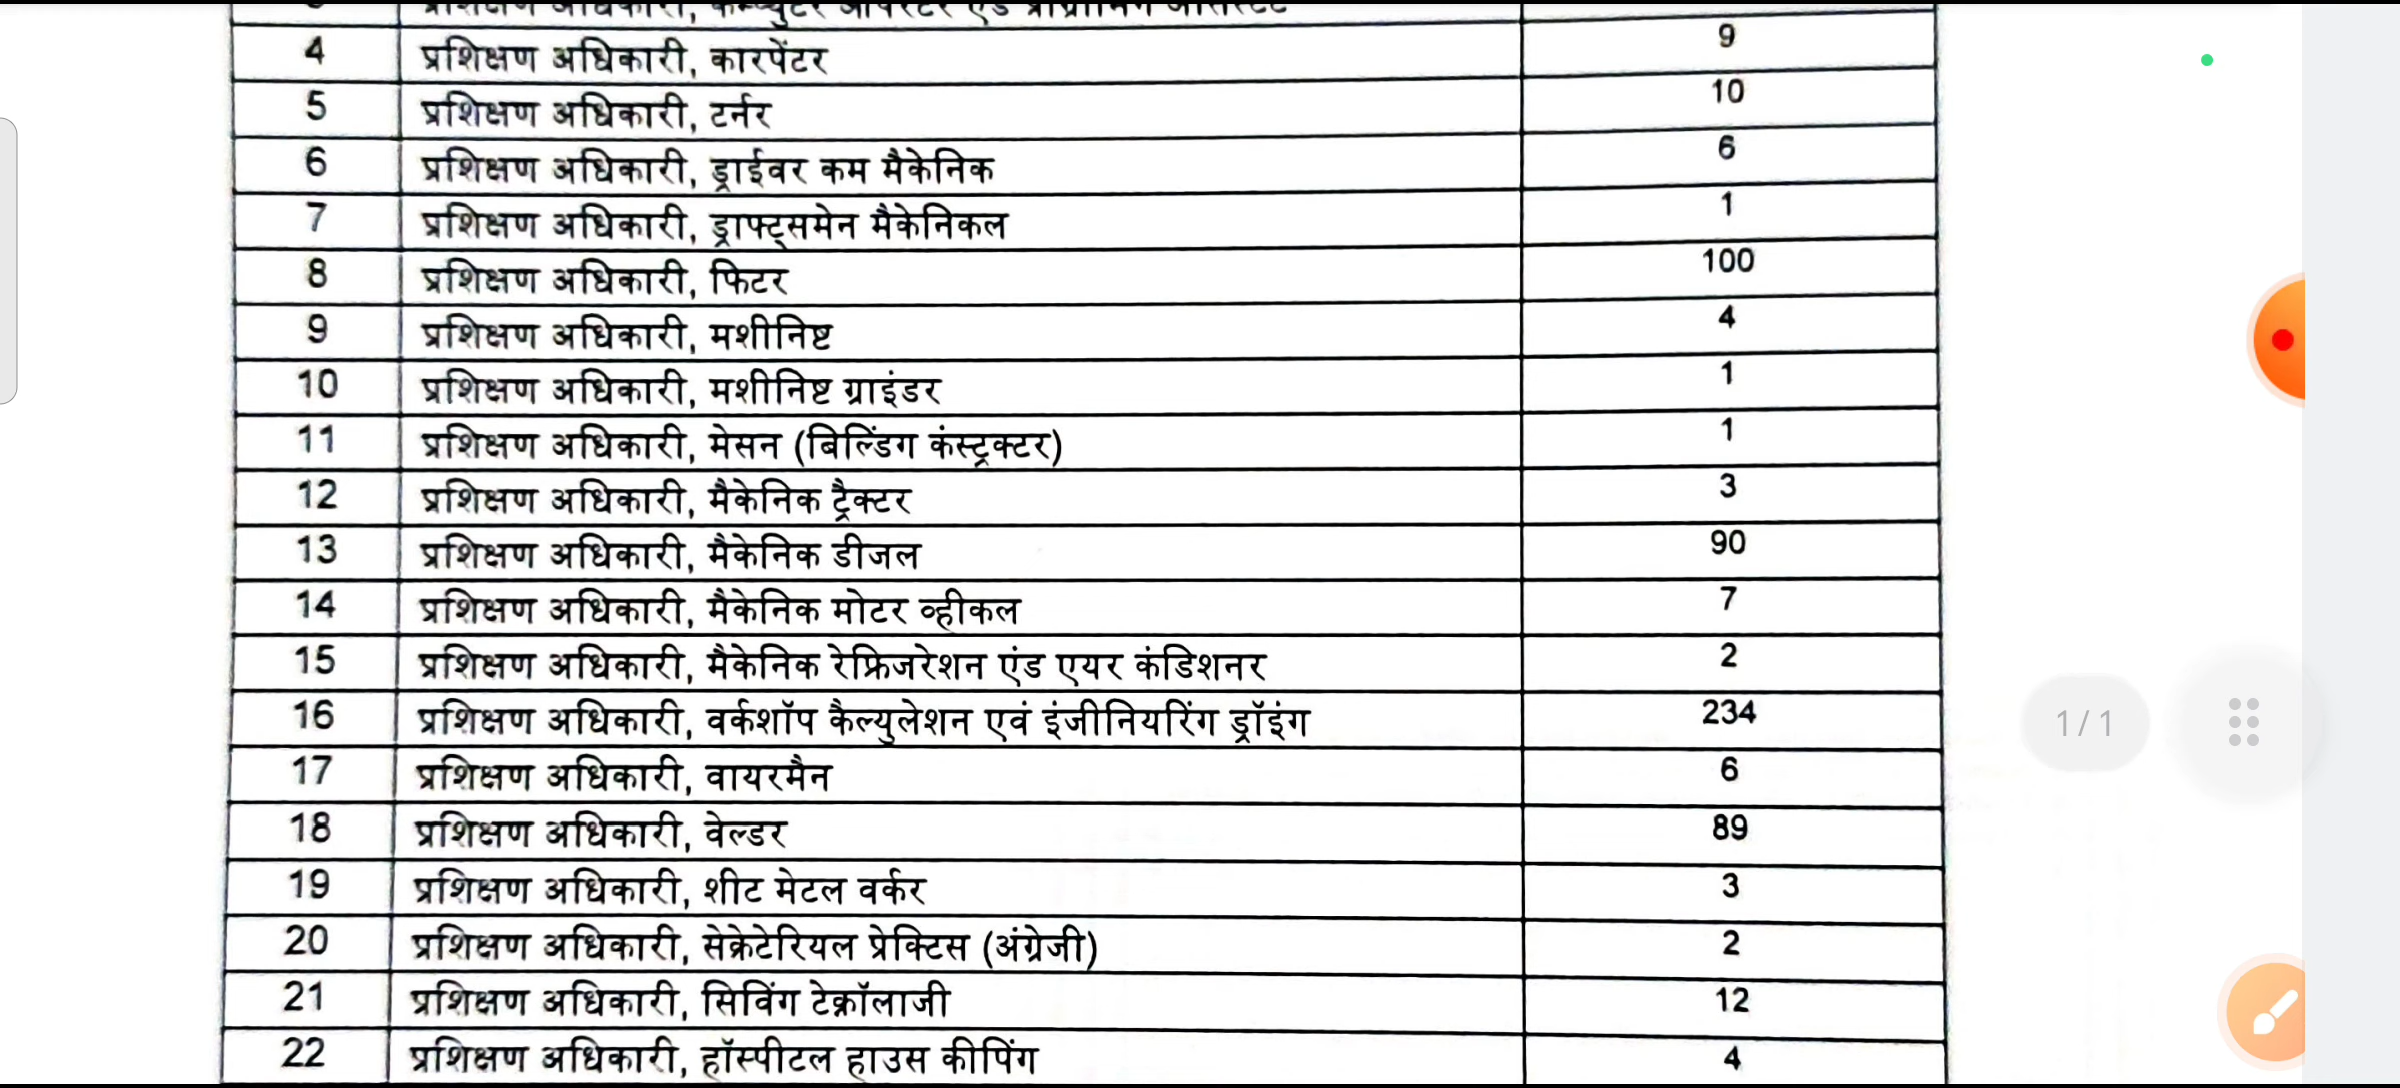 4 प्रशिक्षण अधिकारी, कारपेंटर 9
5 प्रशिक्षण अधिकारी, टर्नर 10
6 प्रशिक्षण अधिकारी, ड्राईवर कम मैकेनिक 6
7 प्रशिक्षण अधिकारी, ड्राफ्ट्समेन मैकेनिकल 1
8 प्रशिक्षण अधिकारी, फिटर 100
9 प्रशिक्षण अधिकारी, मशीनिष्ट 4
10 प्रशिक्षण अधिकारी, मशीनिष्ट ग्राइंडर 1
11 प्रशिक्षण अधिकारी, मेसन (बिल्डिंग कंस्ट्रक्टर) 1
12 प्रशिक्षण अधिकारी, मैकेनिक ट्रैक्टर 3
13 प्रशिक्षण अधिकारी, मैकेनिक डीजल 90
14 प्रशिक्षण अधिकारी, मैकेनिक मोटर व्हीकल 7
15 प्रशिक्षण अधिकारी, मैकेनिक रेफ्रिजरेशन एंड एयर कंडिशनर 2
16 प्रशिक्षण अधिकारी, वर्कशॉप कैल्युलेशन एवं इंजीनियरिंग ड्रॉइंग 234
1/1
17 प्रशिक्षण अधिकारी, वायरमैन 6
18 प्रशिक्षण अधिकारी, वेल्डर 89
19 प्रशिक्षण अधिकारी, शीट मेटल वर्कर 3
20 प्रशिक्षण अधिकारी, सेक्रेटेरियल प्रेक्टिस (अंग्रेजी) 2
21 प्रशिक्षण अधिकारी, सिविंग टेक्नॉलाजी 12
22 प्रशिक्षण अधिकारी, हॉस्पीटल हाउस कीपिंग 4